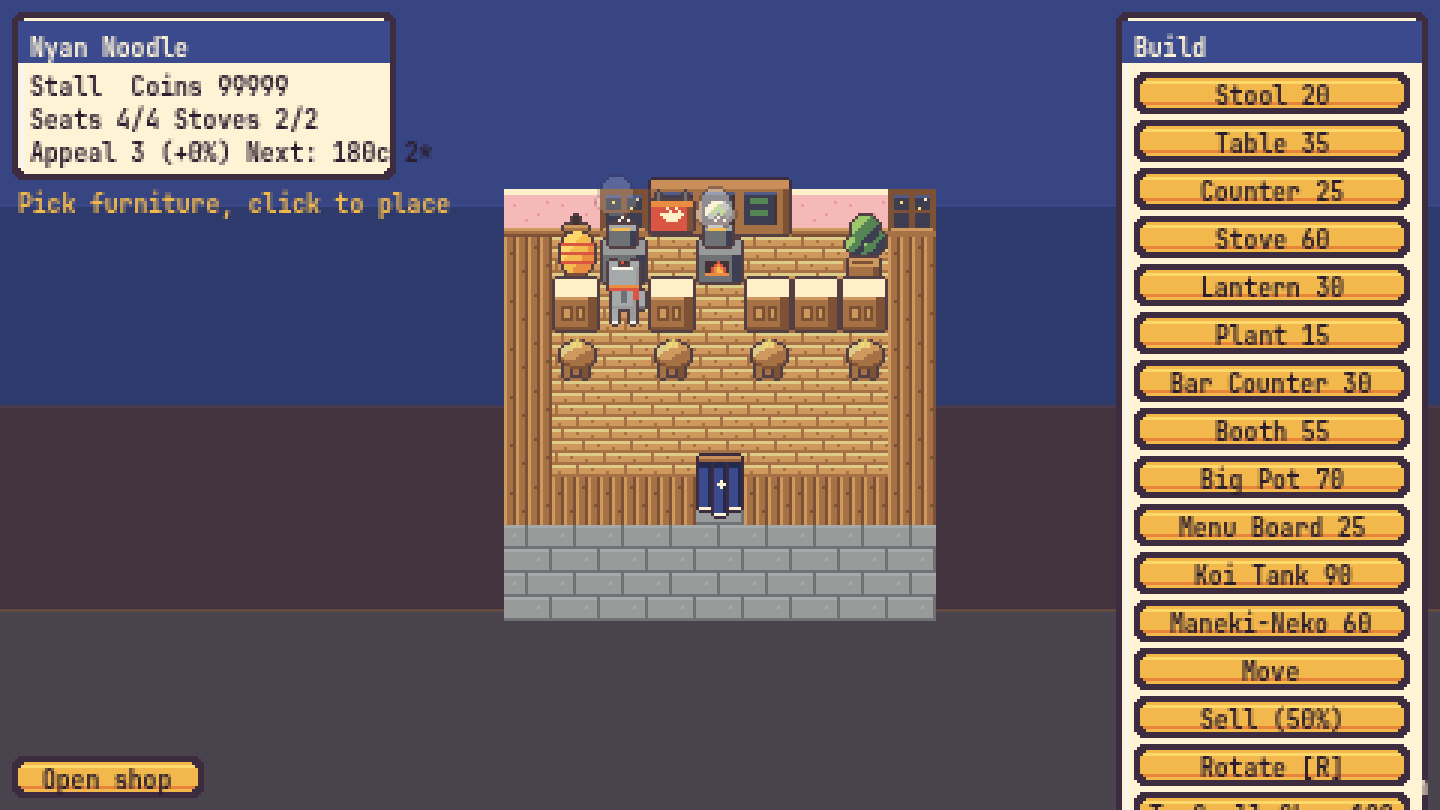 Nyan Noodle
Stall Coins 99999
Seats 4/4 Stoves 2/2
Appeal 3 (+0%) Next: 180c 2*
Pick furniture, click to place
Build
Stool 20
Table 35
Counter 25
Stove 60
Lantern 30
Plant 15
Bar Counter 30
Booth 55
Big Pot 70
Menu Board 25
Koi Tank 90
Maneki-Neko 60
Move
Sell (50%)
Rotate [R]
Open shop